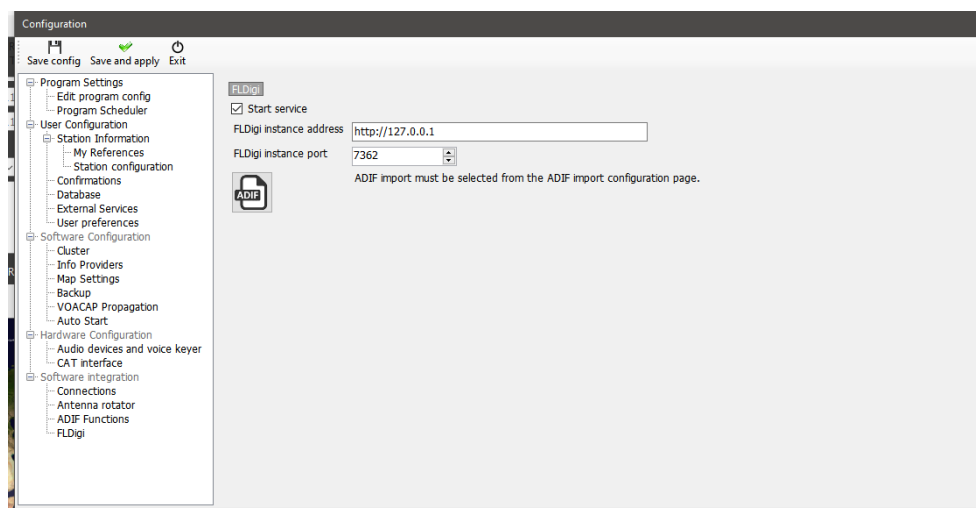 Configuration
Save config Save and apply Exit
Program Settings
Edit program config
Program Scheduler
User Configuration
Station Information
My References
Station configuration
Confirmations
Database
External Services
User preferences
Software Configuration
Cluster
Info Providers
Map Settings
Backup
VOACAP Propagation
Auto Start
Hardware Configuration
Audio devices and voice keyer
CAT interface
Software integration
Connections
Antenna rotator
ADIF Functions
FLDigi
FLDigi
Start service
FLDigi instance address http://127.0.0.1
FLDigi instance port 7362
ADIF import must be selected from the ADIF import configuration page.
ADIF